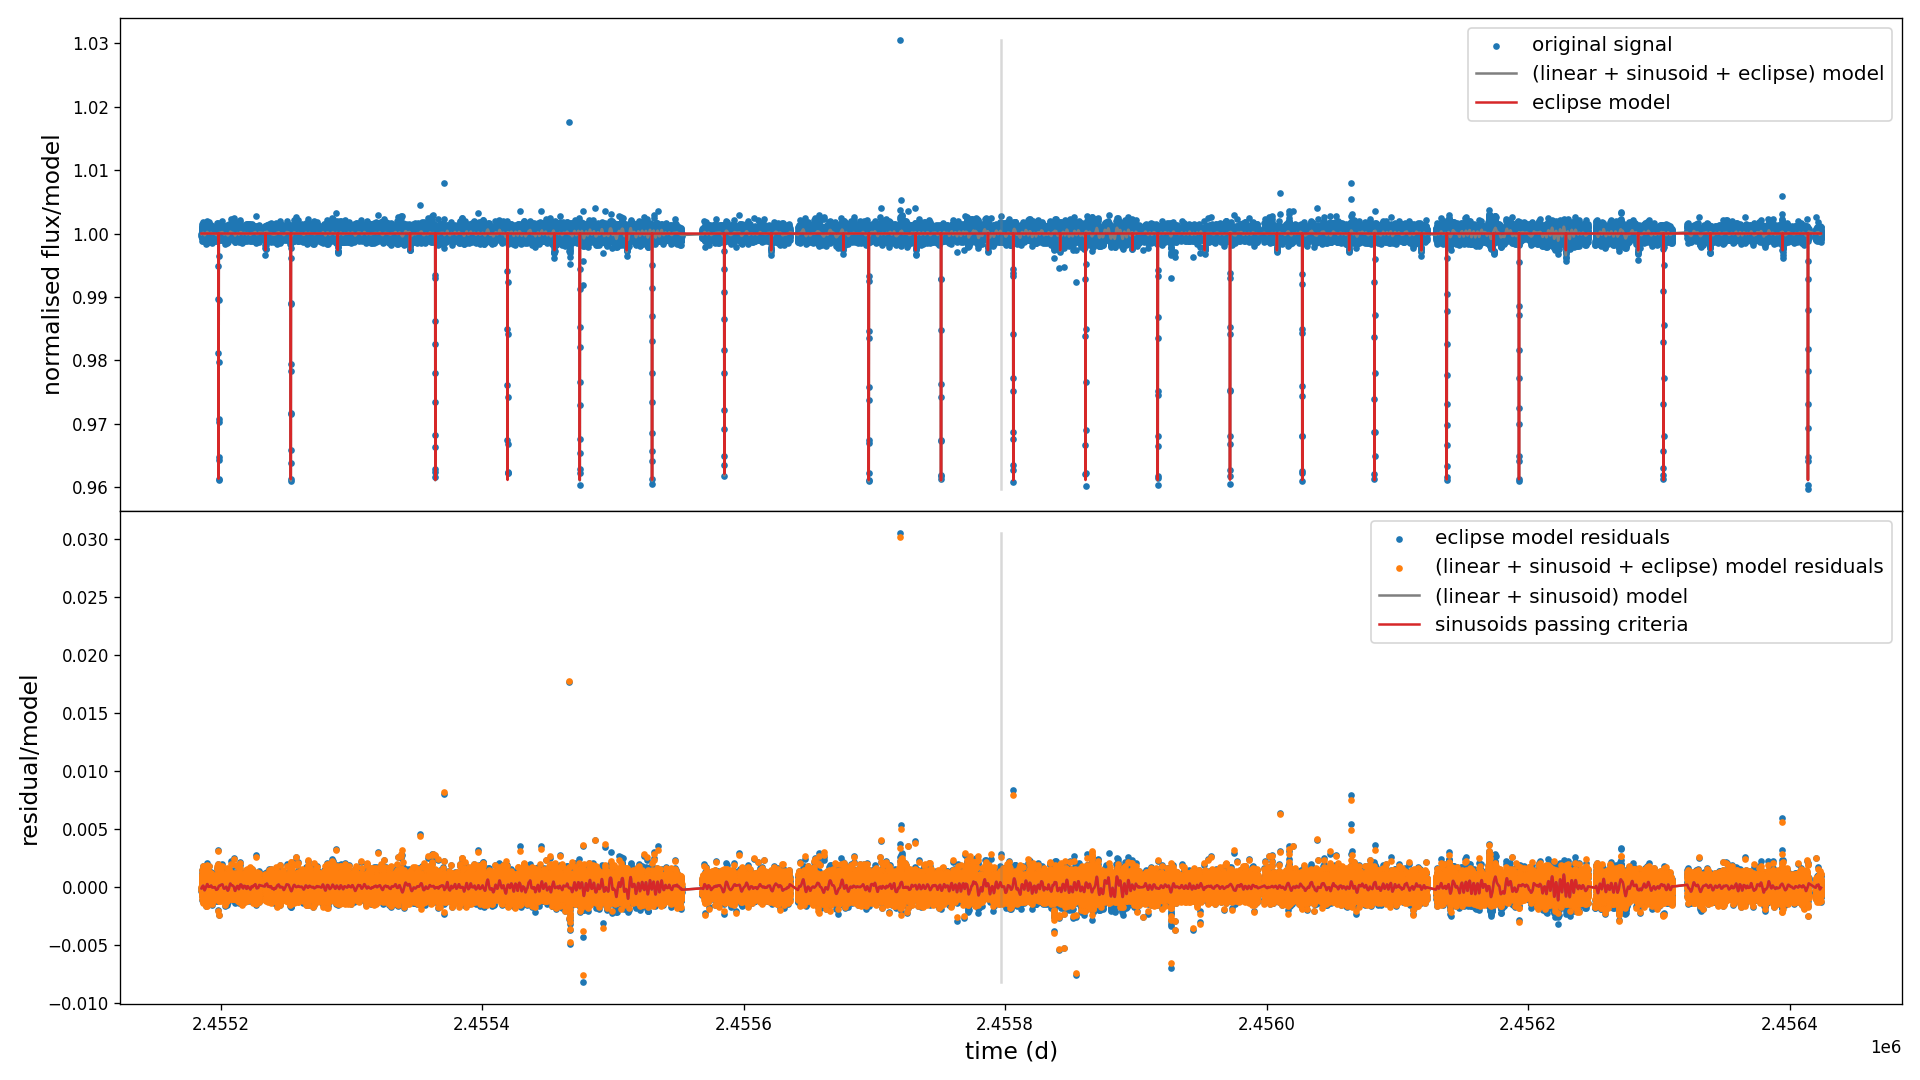 1.03
1.02
1.01
1.00
0.99
0.98
0.97
0.96
normalised flux/model
original signal
(linear + sinusoid + eclipse) model
eclipse model
0.030
0.025
0.020
0.015
0.010
0.005
0.000
−0.005
−0.010
residual/model
eclipse model residuals
(linear + sinusoid + eclipse) model residuals
(linear + sinusoid) model
sinusoids passing criteria
2.4552 2.4554 2.4556 2.4558 2.4560 2.4562 2.4564
1e6
time (d)